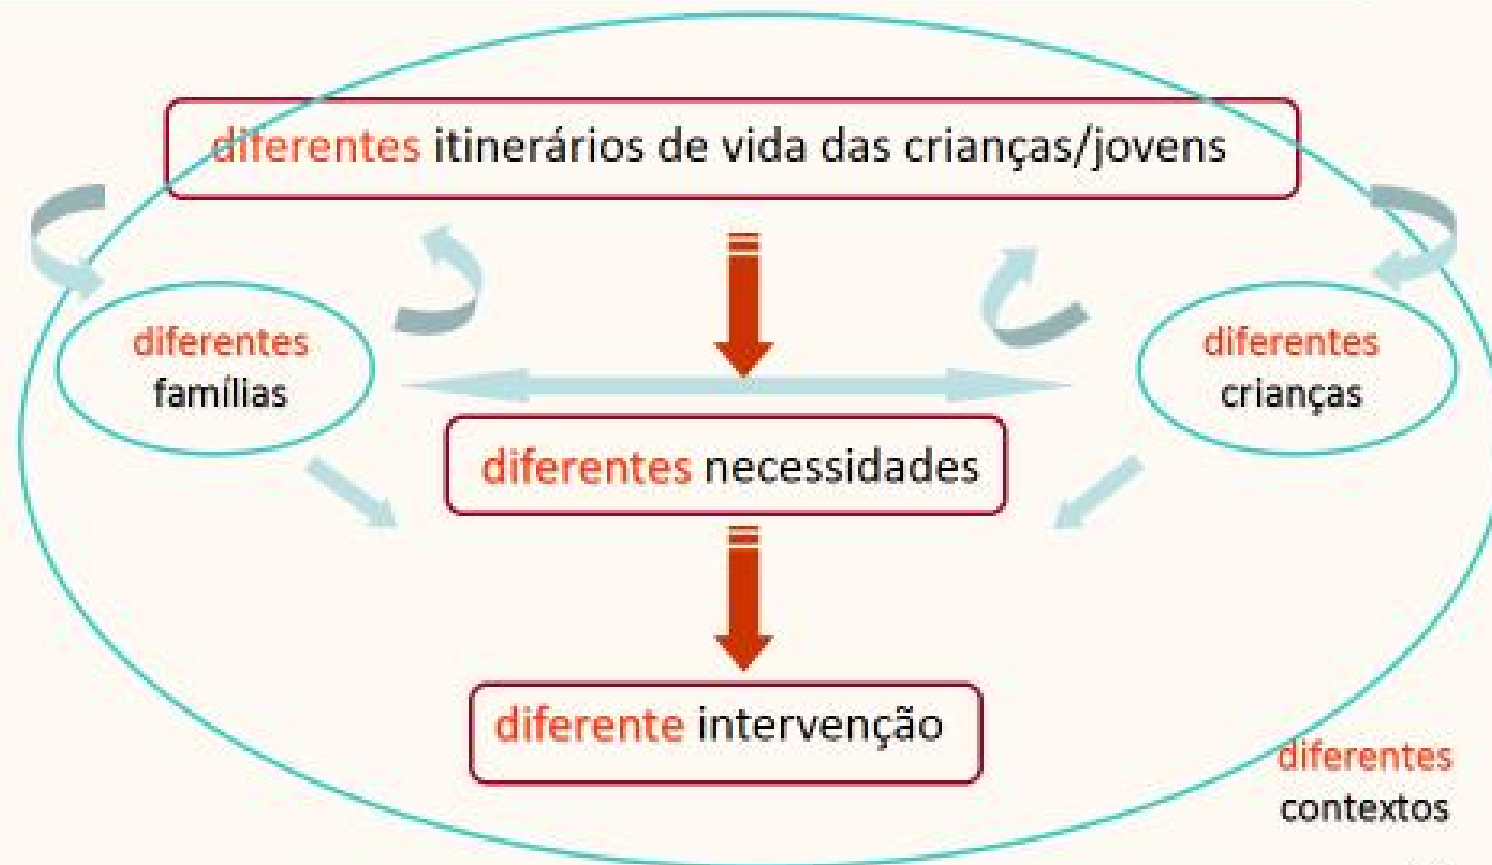 diferentes itinerários de vida das crianças/jovens
diferentes
famílias
diferentes
crianças
diferentes necessidades
diferente intervenção
diferentes
contextos